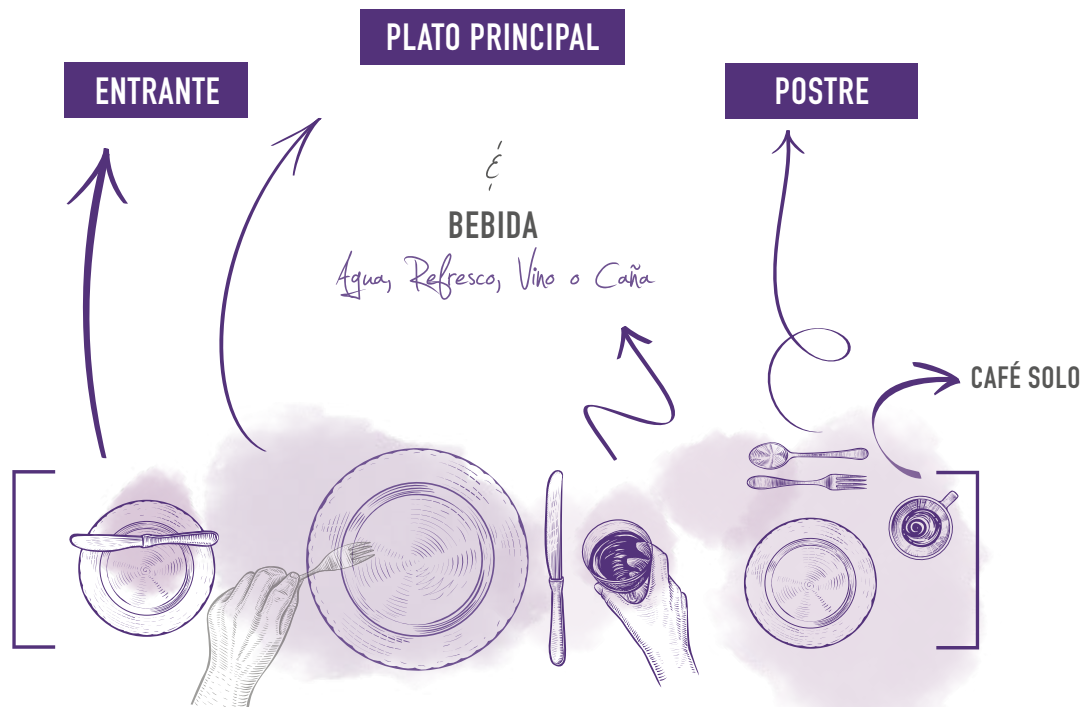 PLATO PRINCIPAL
ENTRANTE
POSTRE
&
BEBIDA
Agua, Refresco, Vino o Caña
CAFÉ SOLO